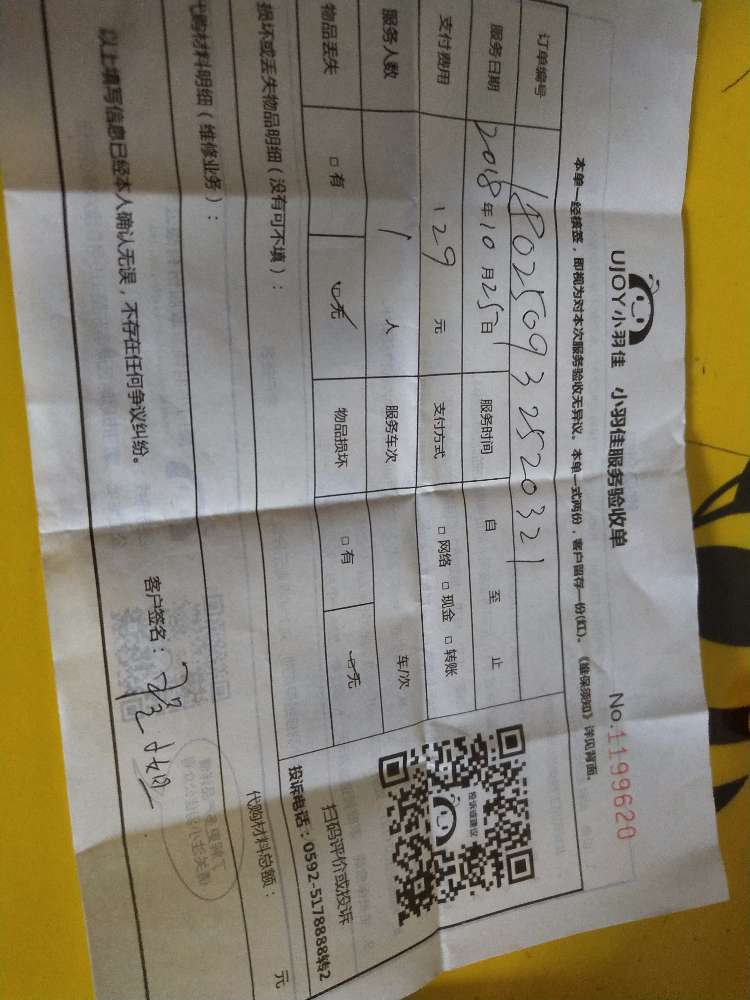 UJOY小羽佳 小羽佳服务验收单 No.1199620
本单一经接签，即视为对本次服务验收无异议。本单一式两份，客户留存一份(红)。《维保须知》详见背面。
订单编号 180250932520321
服务日期 2018年10月25日 服务时间 自 至 止
支付费用 129 元 支付方式 □网络 □现金 □转账
服务人数 1 人 服务车次 车/次
物品丢失 □有 □无 物品损坏 □有 □无
投诉或建议
扫码评价或投诉
投诉电话：0592-5178888转2
损坏或丢失物品明细（没有可不填）：
代购材料明细（维修业务）： 代购材料总额： 元
以上填写信息已经本人确认无误，不存在任何争议纠纷。 客户签名：